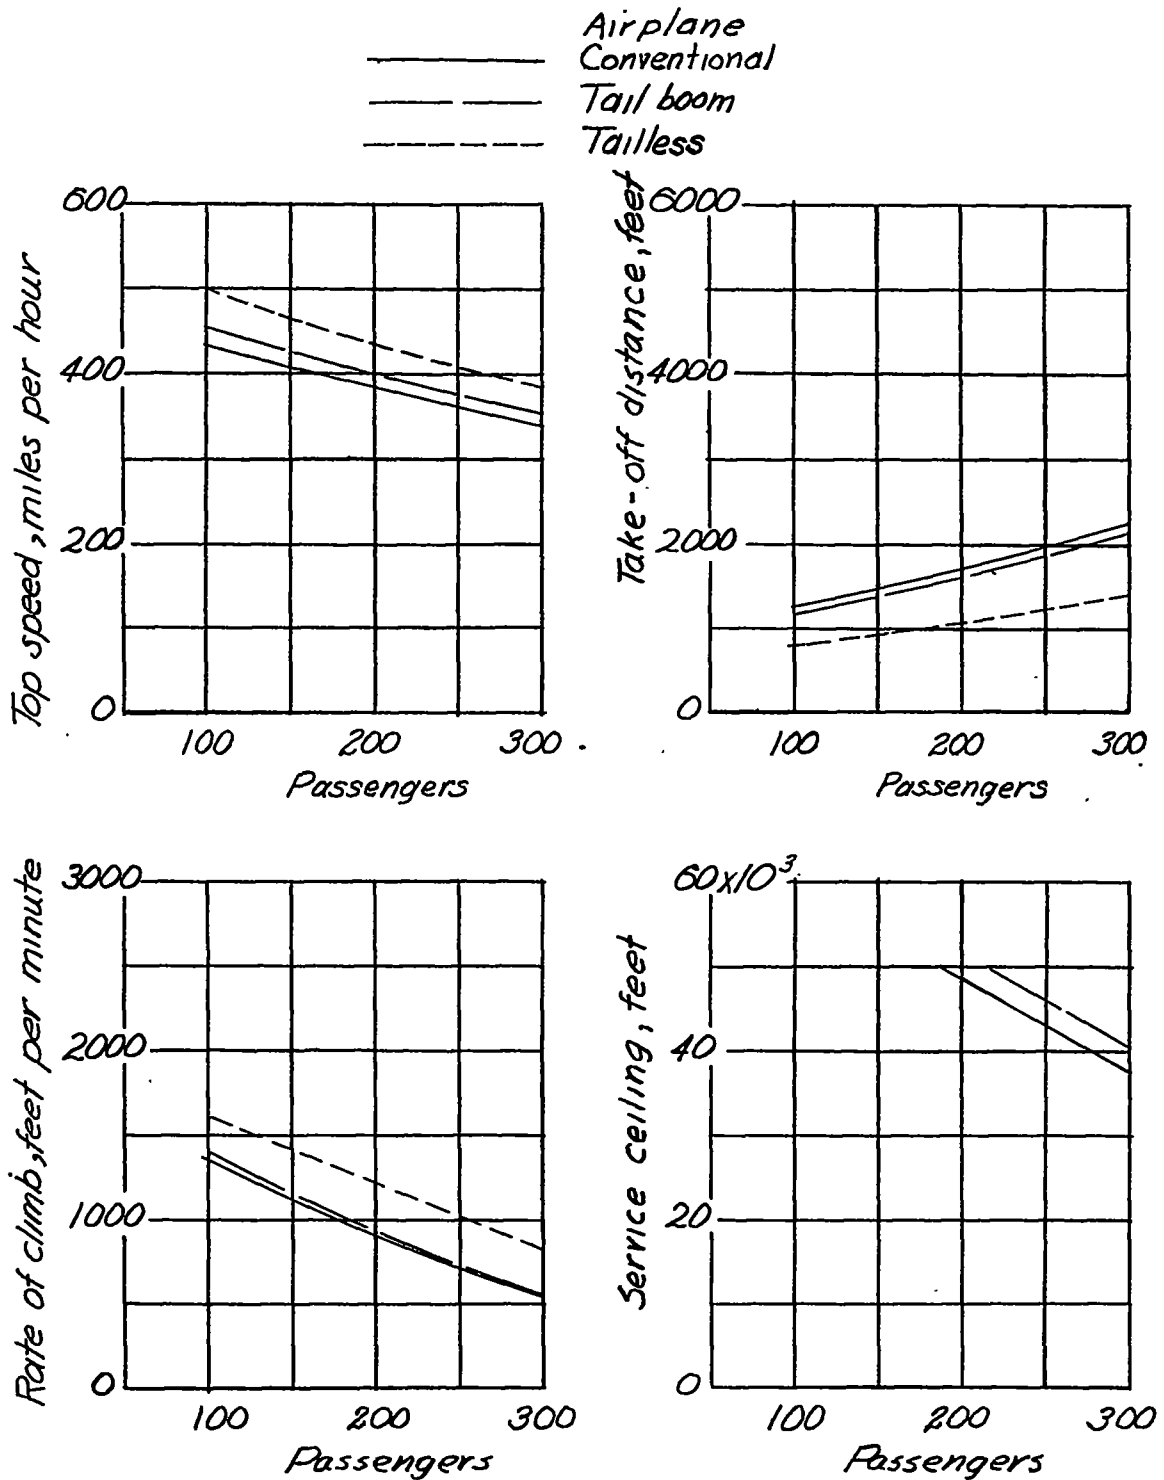 Airplane
Conventional
Tail boom
Tailless
Top speed, miles per hour
600
400
200
0
100 200 300
Passengers
Take-off distance, feet
6000
4000
2000
0
100 200 300
Passengers
Rate of climb, feet per minute
3000
2000
1000
0
100 200 300
Passengers
Service ceiling, feet
60x10³
40
20
0
100 200 300
Passengers